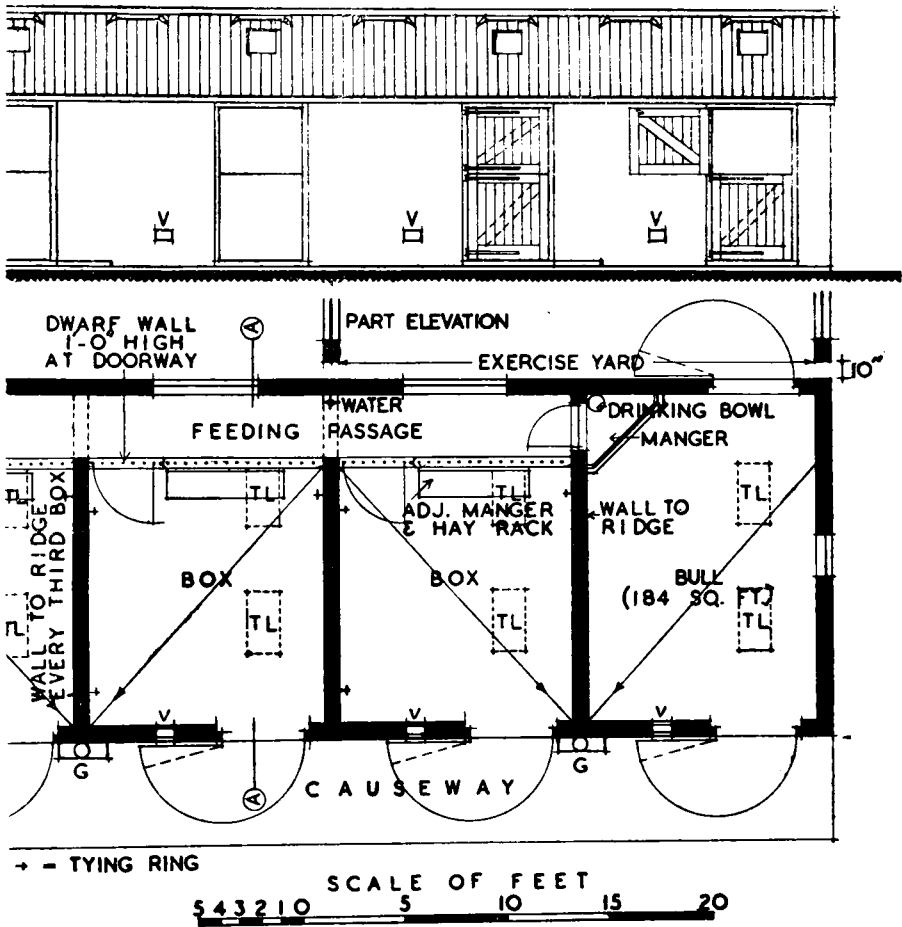 V
V
V
DWARF WALL
1-0" HIGH
AT DOORWAY
A
PART ELEVATION
EXERCISE YARD
10"
WATER
FEEDING PASSAGE
DRINKING BOWL
MANGER
TL
TL
TL
ADJ. MANGER
& HAY RACK
WALL TO
RIDGE
WALL TO RIDGE
EVERY THIRD BOX
BOX
BOX
BULL
(184 SQ. FT)
TL
TL
TL
V
V
V
G
G
A
CAUSEWAY
= TYING RING
SCALE OF FEET
5 4 3 2 1 0 5 10 15 20